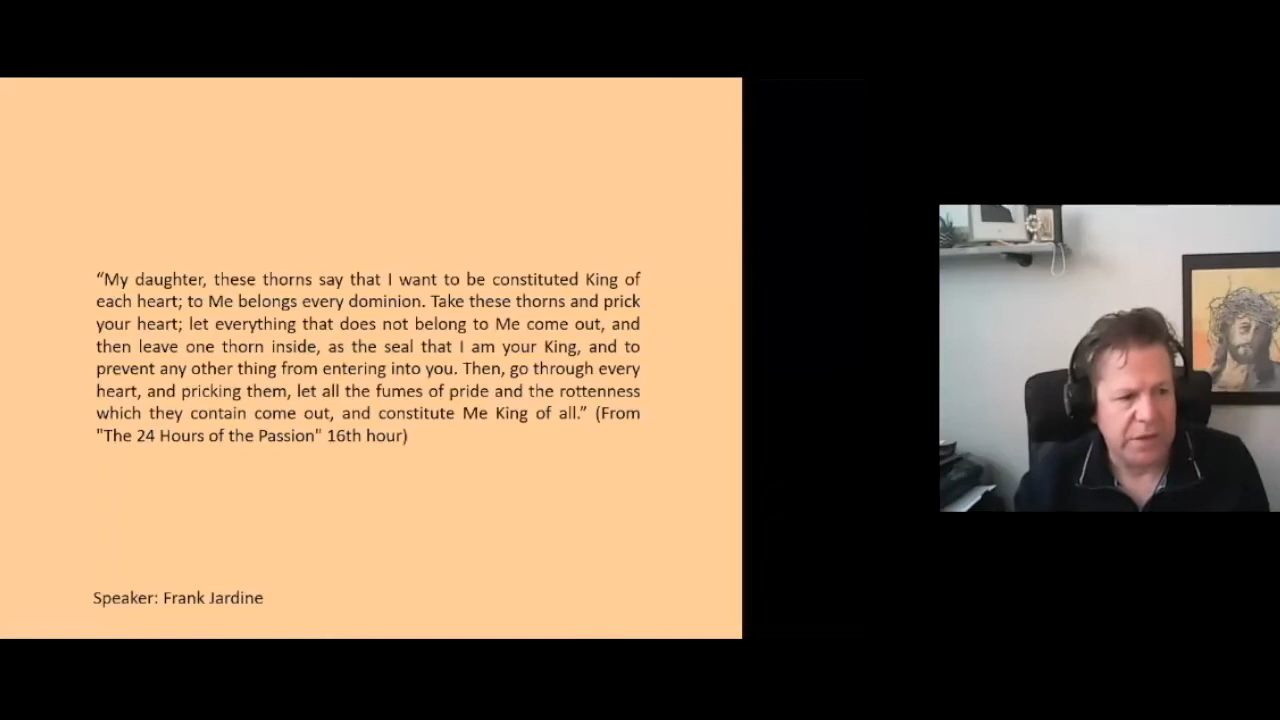 “My daughter, these thorns say that I want to be constituted King of
each heart; to Me belongs every dominion. Take these thorns and prick
your heart; let everything that does not belong to Me come out, and
then leave one thorn inside, as the seal that I am your King, and to
prevent any other thing from entering into you. Then, go through every
heart, and pricking them, let all the fumes of pride and the rottenness
which they contain come out, and constitute Me King of all.” (From
"The 24 Hours of the Passion" 16th hour)
Speaker: Frank Jardine